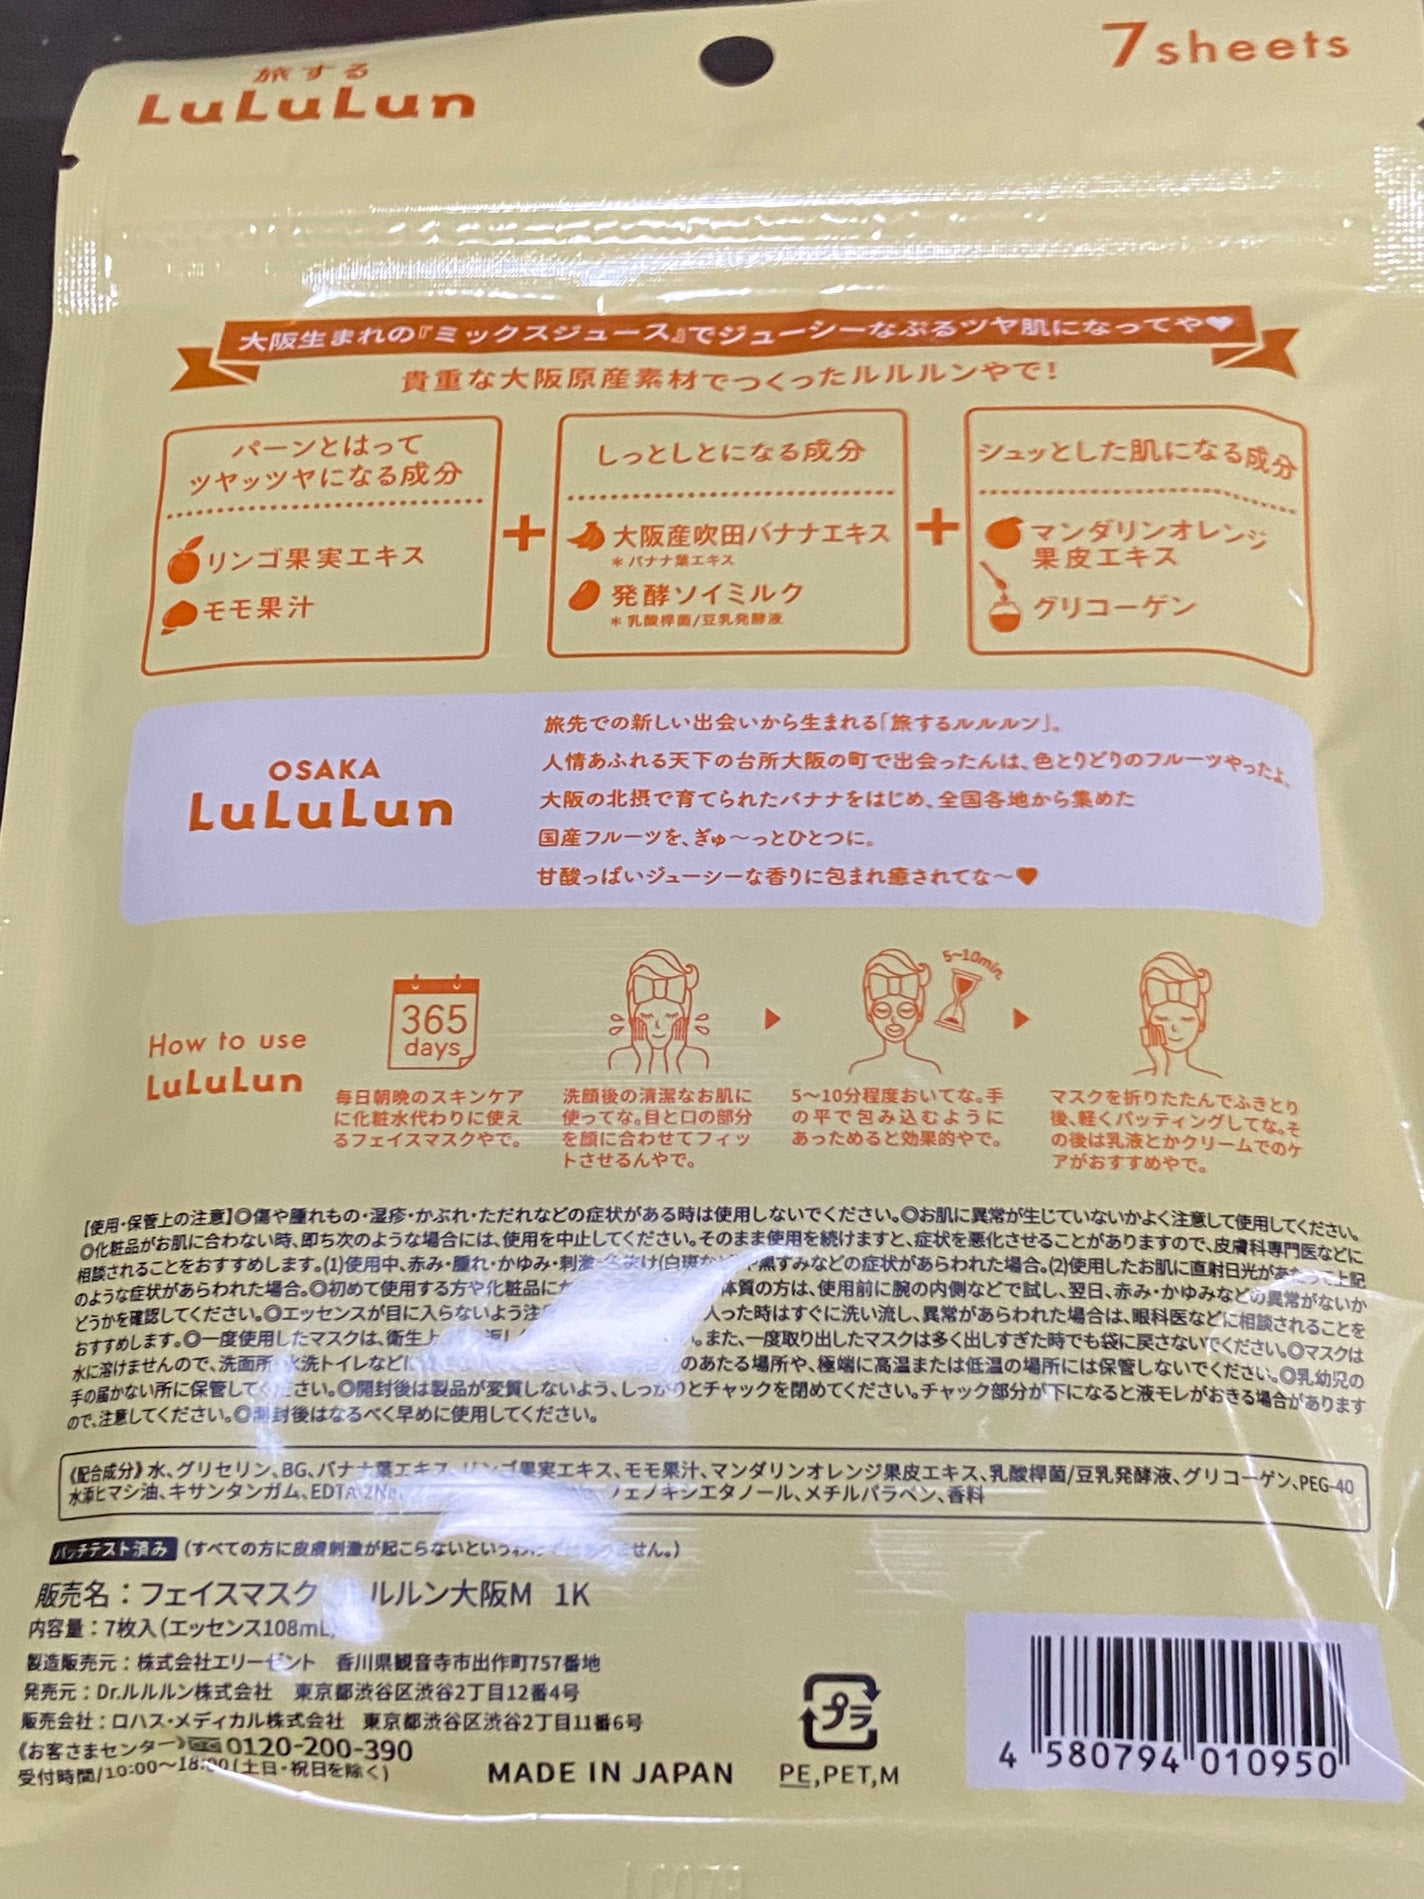 旅する
LuLuLun
7sheets
大阪生まれの『ミックスジュース』でジューシーなぷるツヤ肌になってや♥
貴重な大阪原産素材でつくったルルルンやで!
パーンとはって
ツヤッツヤになる成分
リンゴ果実エキス
モモ果汁
+
しっとしとになる成分
大阪産吹田バナナエキス
＊バナナ葉エキス
発酵ソイミルク
＊乳酸桿菌/豆乳発酵液
+
シュッとした肌になる成分
マンダリンオレンジ
果皮エキス
グリコーゲン
OSAKA
LuLuLun
旅先での新しい出会いから生まれる「旅するルルルン」。
人情あふれる天下の台所大阪の町で出会ったんは、色とりどりのフルーツやったよ。
大阪の北摂で育てられたバナナをはじめ、全国各地から集めた
国産フルーツを、ぎゅ〜っとひとつに。
甘酸っぱいジューシーな香りに包まれ癒されてな〜♥
How to use
LuLuLun
365
days
毎日朝晩のスキンケア
に化粧水代わりに使え
るフェイスマスクやで。
洗顔後の清潔なお肌に
使ってな。目と口の部分
を顔に合わせてフィッ
トさせるんやで。
5~10min.
5〜10分程度おいてな。手
の平で包み込むように
あっためると効果的やで。
マスクを折りたたんでふきとり
後、軽くパッティングしてな。そ
の後は乳液とかクリームでのケ
アがおすすめやで。
【使用・保管上の注意】◎傷や腫れもの・湿疹・かぶれ・ただれなどの症状がある時は使用しないでください。◎お肌に異常が生じていないかよく注意して使用してください。
◎化粧品がお肌に合わない時、即ち次のような場合には、使用を中止してください。そのまま使用を続けますと、症状を悪化させることがありますので、皮膚科専門医などに
相談されることをおすすめします。(1)使用中、赤み・腫れ・かゆみ・刺激・色抜け(白斑など)や黒ずみなどの症状があらわれた場合。(2)使用したお肌に直射日光があたって上記
のような症状があらわれた場合。◎初めて使用する方や化粧品に 体質の方は、使用前に腕の内側などで試し、翌日、赤み・かゆみなどの異常がないか
どうかを確認してください。◎エッセンスが目に入らないよう注 入った時はすぐに洗い流し、異常があらわれた場合は、眼科医などに相談されることを
おすすめします。◎一度使用したマスクは、衛生上 。また、一度取り出したマスクは多く出しすぎた時でも袋に戻さないでください。◎マスクは
水に溶けませんので、洗面所 水洗トイレなどに のあたる場所や、極端に高温または低温の場所には保管しないでください。◎乳幼児の
手の届かない所に保管してください。◎開封後は製品が変質しないよう、しっかりとチャックを閉めてください。チャック部分が下になると液モレがおきる場合があります
ので、注意してください。◎開封後はなるべく早めに使用してください。
《配合成分》水、グリセリン、BG、バナナ葉エキス、リンゴ果実エキス、モモ果汁、マンダリンオレンジ果皮エキス、乳酸桿菌/豆乳発酵液、グリコーゲン、PEG-40
水添ヒマシ油、キサンタンガム、EDTA-2Na、 フェノキシエタノール、メチルパラベン、香料
パッチテスト済み (すべての方に皮膚刺激が起こらないというわけではありません。)
販売名：フェイスマスク ルルルン大阪M 1K
内容量：7枚入(エッセンス108mL)
製造販売元：株式会社エリーゼント 香川県観音寺市出作町757番地
発売元：Dr.ルルルン株式会社 東京都渋谷区渋谷2丁目12番4号
販売会社：ロハス・メディカル株式会社 東京都渋谷区渋谷2丁目11番6号
《お客さまセンター》0120-200-390
受付時間/10:00〜18:00(土日・祝日を除く)
MADE IN JAPAN
プラ
PE,PET,M
4 580794 010950